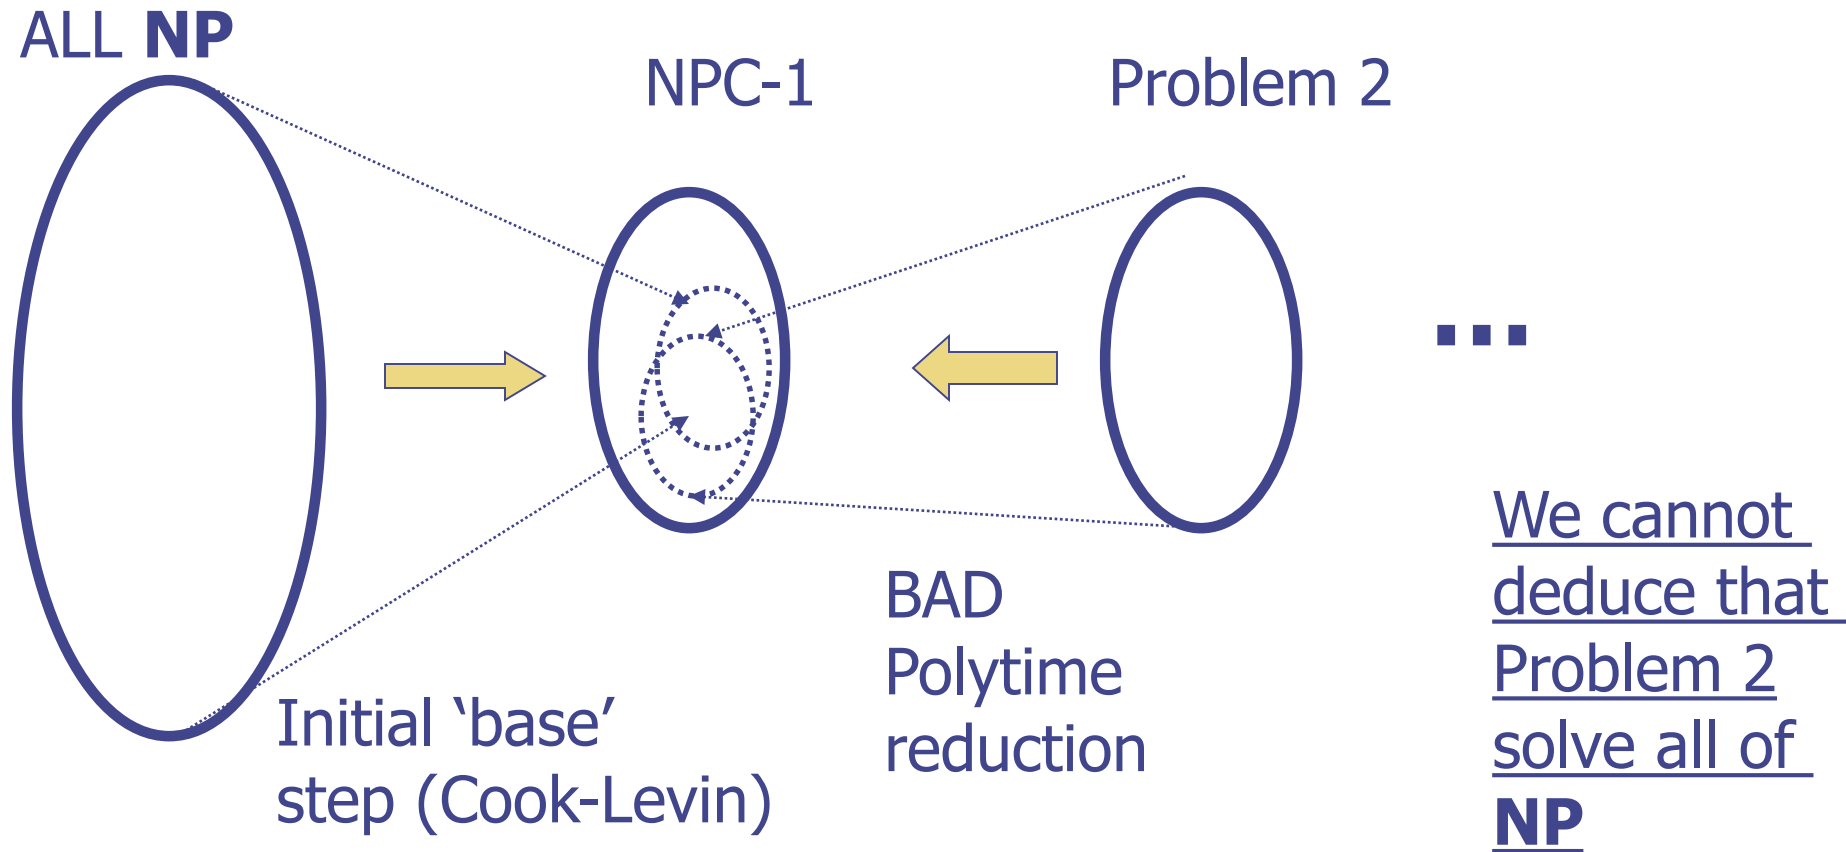 ALL NP
NPC-1
Problem 2
...
Initial ‘base’
step (Cook-Levin)
BAD
Polytime
reduction
We cannot
deduce that
Problem 2
solve all of
NP